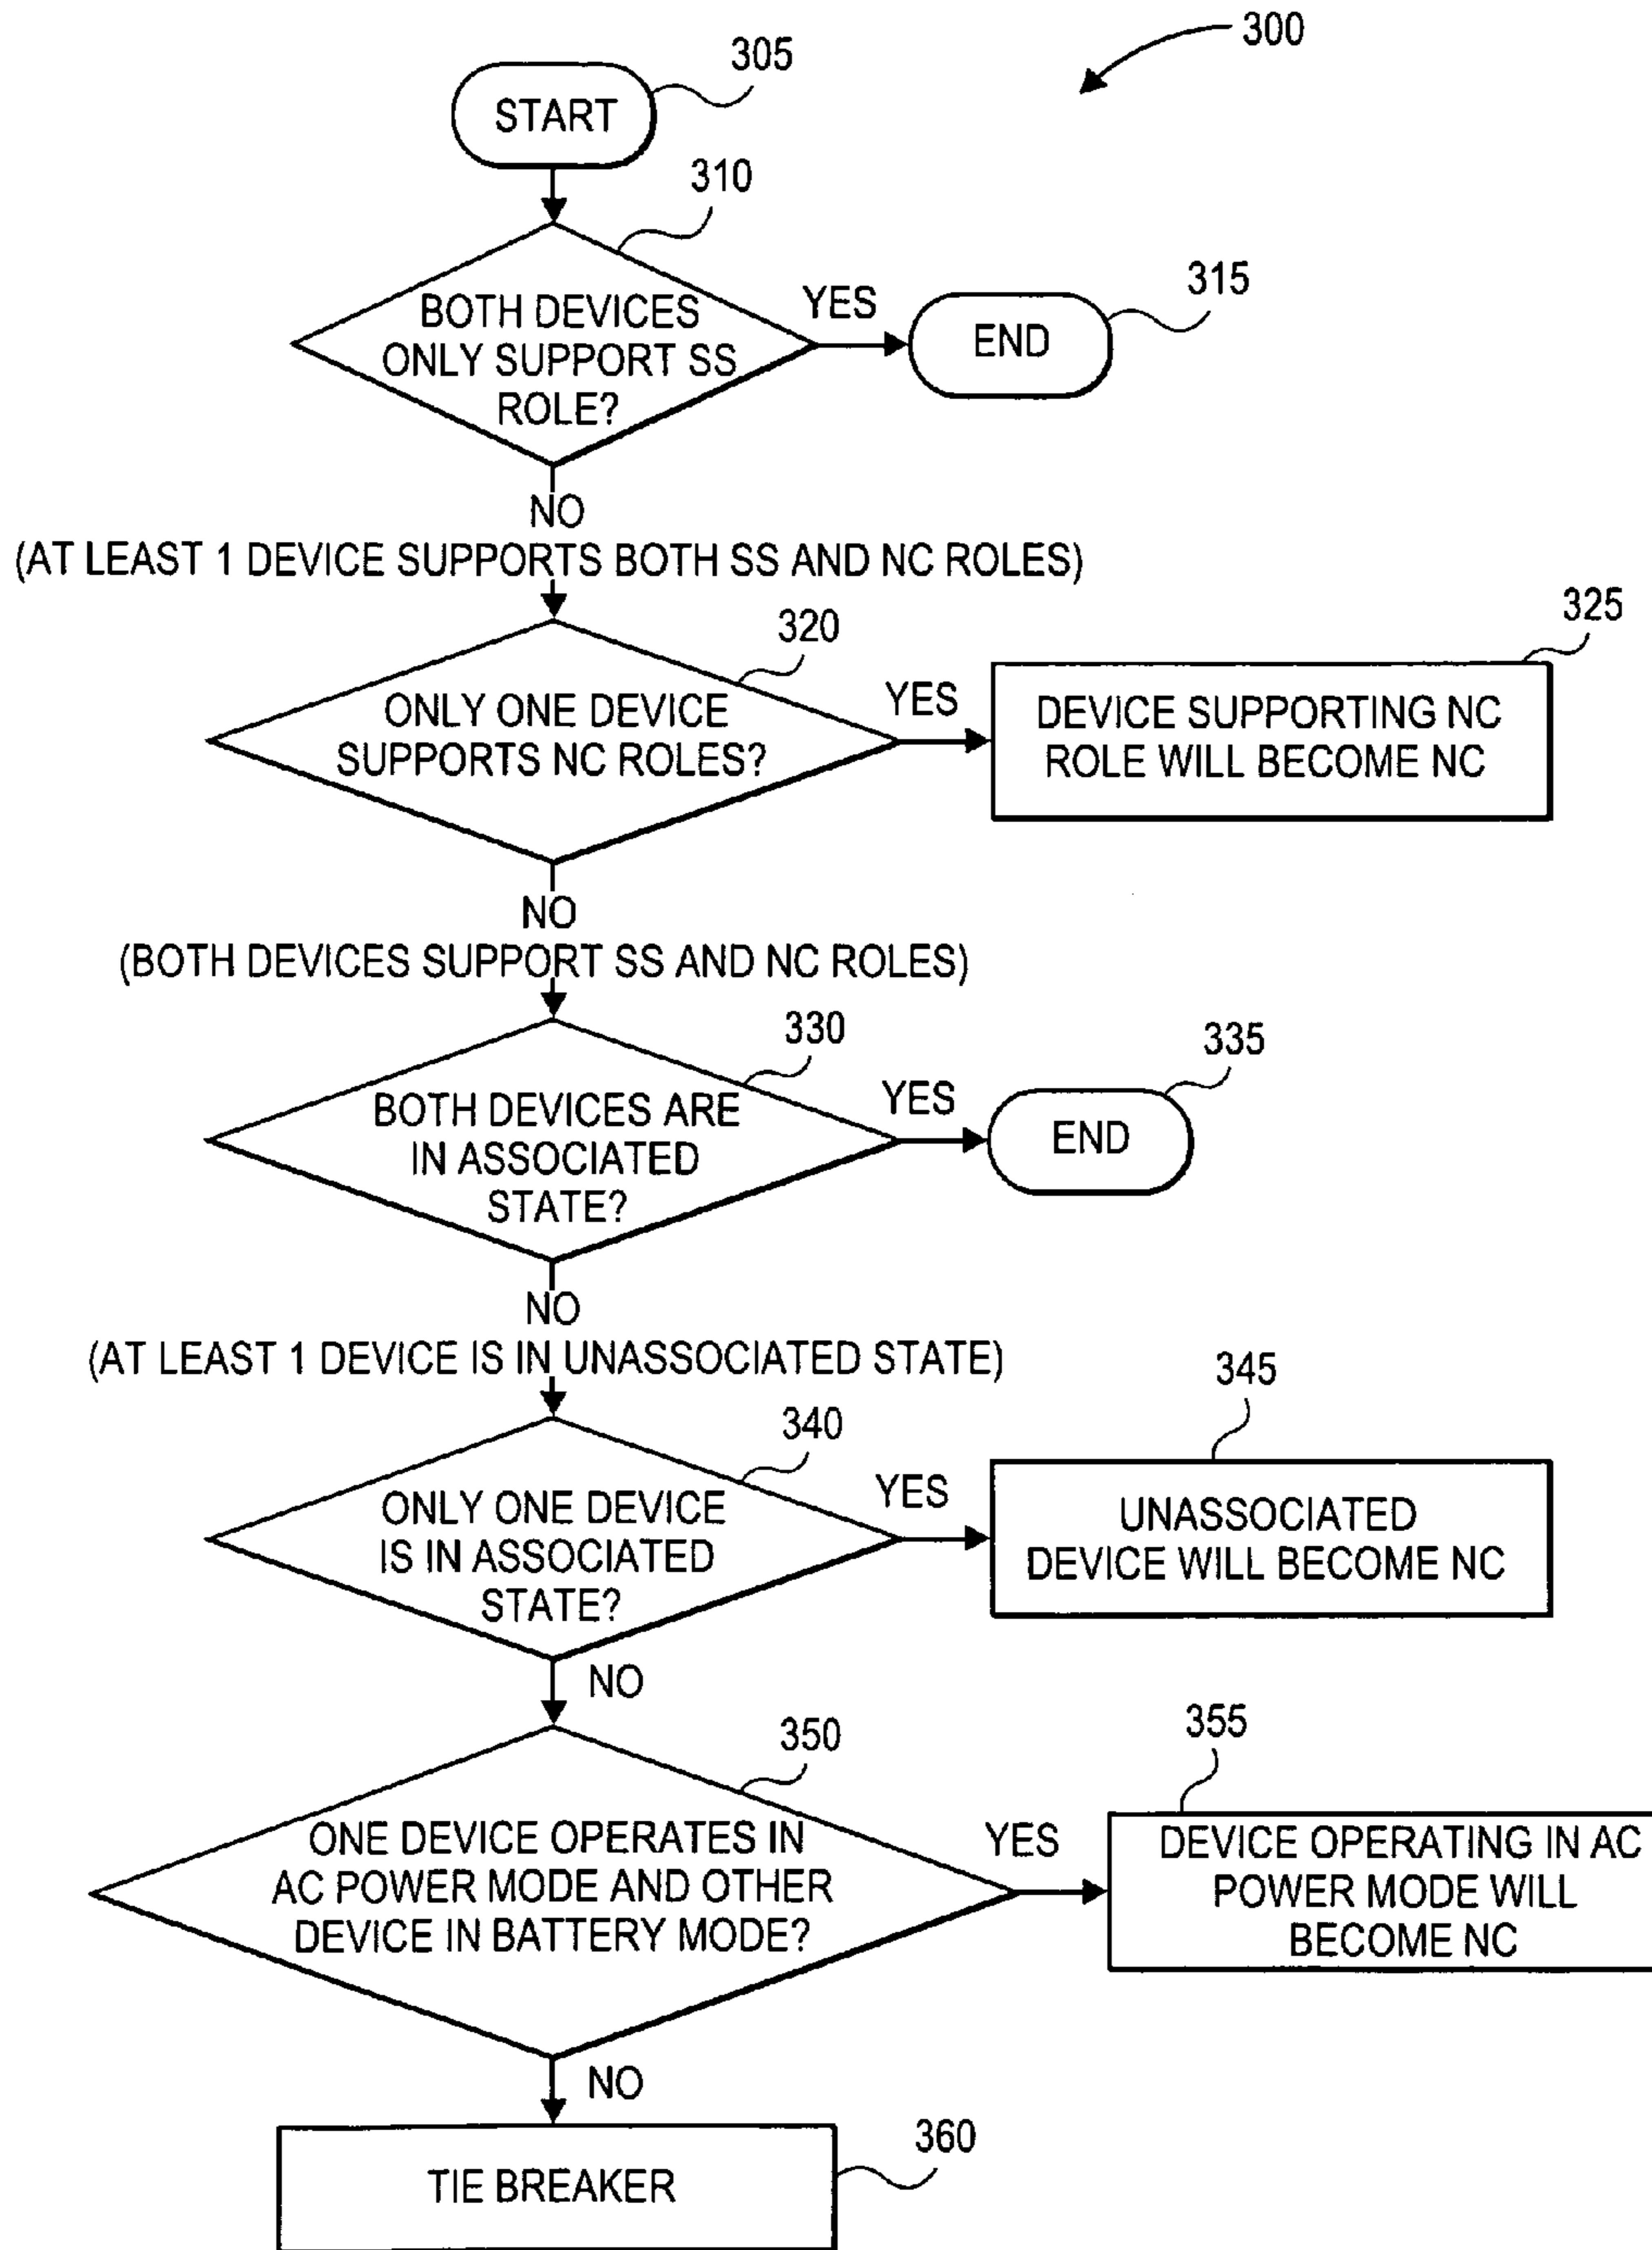 300
305
START
310
BOTH DEVICES
ONLY SUPPORT SS
ROLE?
YES
315
END
NO
(AT LEAST 1 DEVICE SUPPORTS BOTH SS AND NC ROLES)
320
ONLY ONE DEVICE
SUPPORTS NC ROLES?
YES
325
DEVICE SUPPORTING NC
ROLE WILL BECOME NC
NO
(BOTH DEVICES SUPPORT SS AND NC ROLES)
330
BOTH DEVICES ARE
IN ASSOCIATED
STATE?
YES
335
END
NO
(AT LEAST 1 DEVICE IS IN UNASSOCIATED STATE)
340
ONLY ONE DEVICE
IS IN ASSOCIATED
STATE?
YES
345
UNASSOCIATED
DEVICE WILL BECOME NC
NO
350
ONE DEVICE OPERATES IN
AC POWER MODE AND OTHER
DEVICE IN BATTERY MODE?
YES
355
DEVICE OPERATING IN AC
POWER MODE WILL
BECOME NC
NO
360
TIE BREAKER